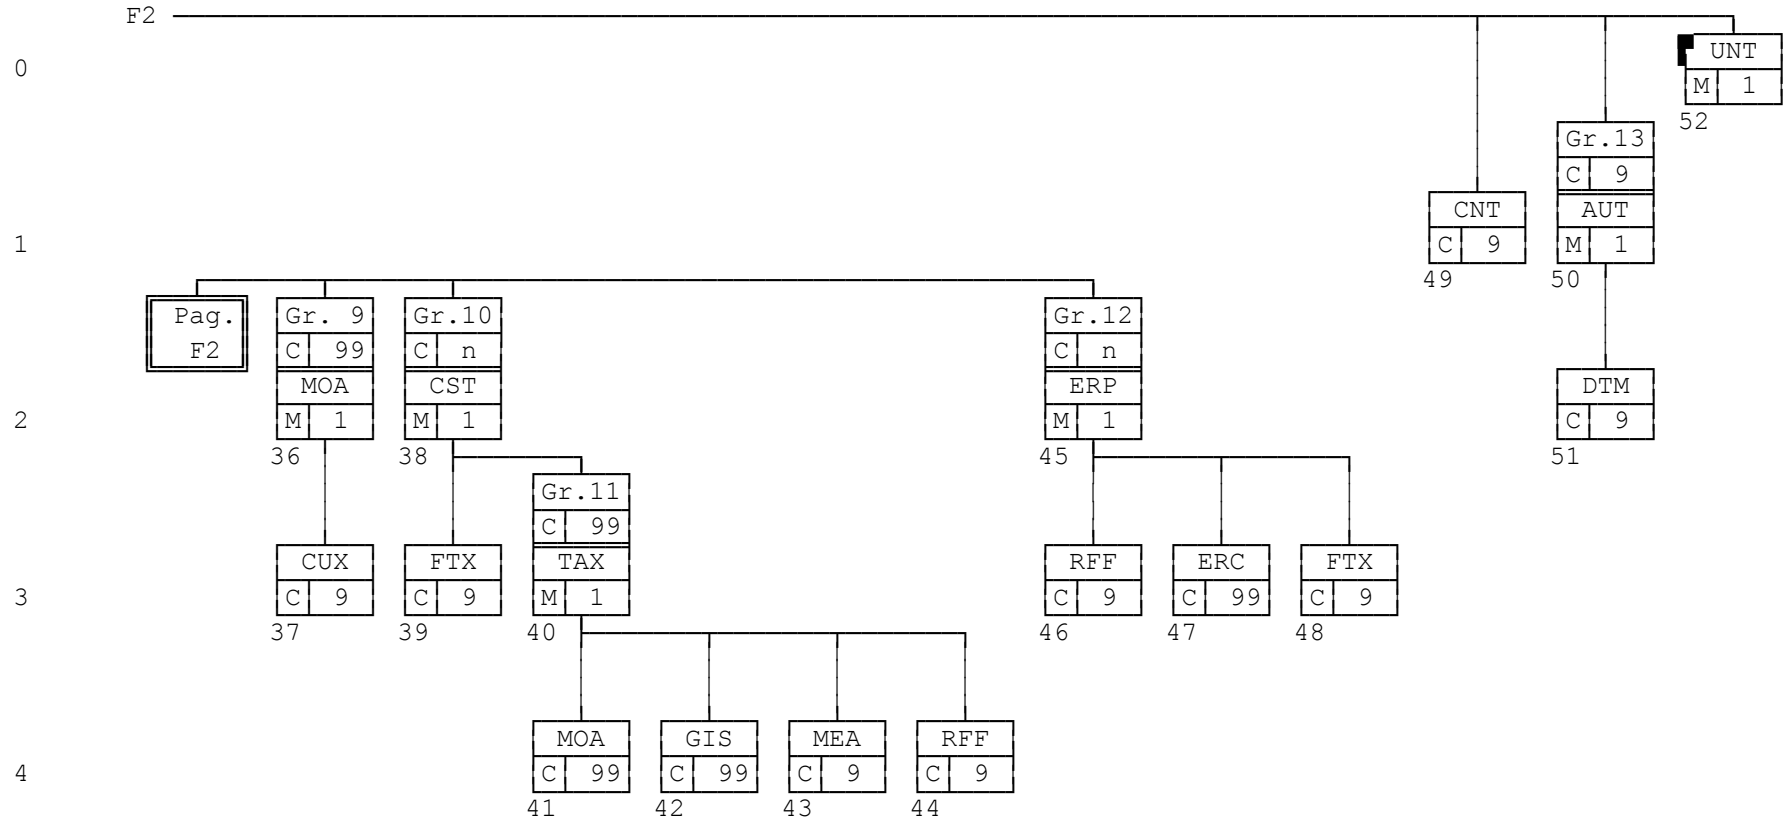 F2
UNT
0
M 1
52
Gr.13
C 9
CNT AUT
1
C 9 M 1
49 50
Pag. Gr. 9 Gr.10 Gr.12
F2 C 99 C n C n
MOA CST ERP DTM
2
M 1 M 1 M 1 C 9
36 38 45 51
Gr.11
C 99
CUX FTX TAX RFF ERC FTX
3
C 9 C 9 M 1 C 9 C 99 C 9
37 39 40 46 47 48
MOA GIS MEA RFF
4
C 99 C 99 C 9 C 9
41 42 43 44